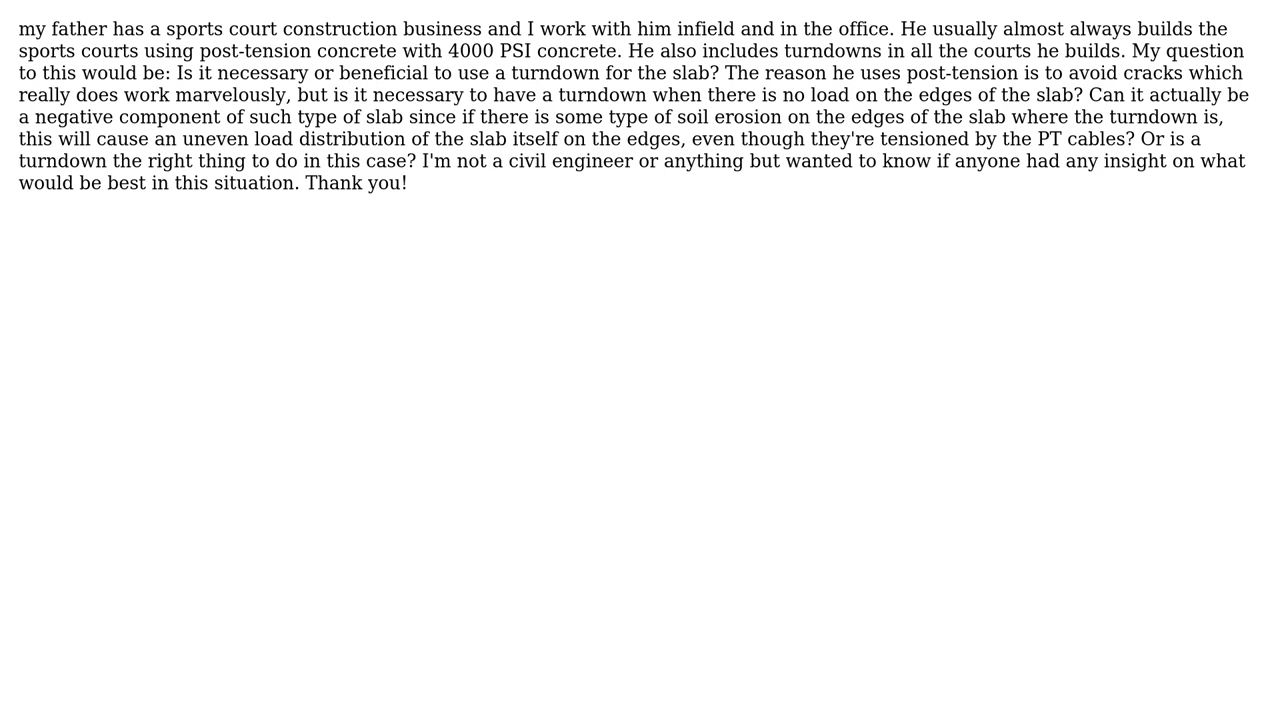 my father has a sports court construction business and I work with him infield and in the office. He usually almost always builds the
sports courts using post-tension concrete with 4000 PSI concrete. He also includes turndowns in all the courts he builds. My question
to this would be: Is it necessary or beneficial to use a turndown for the slab? The reason he uses post-tension is to avoid cracks which
really does work marvelously, but is it necessary to have a turndown when there is no load on the edges of the slab? Can it actually be
a negative component of such type of slab since if there is some type of soil erosion on the edges of the slab where the turndown is,
this will cause an uneven load distribution of the slab itself on the edges, even though they're tensioned by the PT cables? Or is a
turndown the right thing to do in this case? I'm not a civil engineer or anything but wanted to know if anyone had any insight on what
would be best in this situation. Thank you!